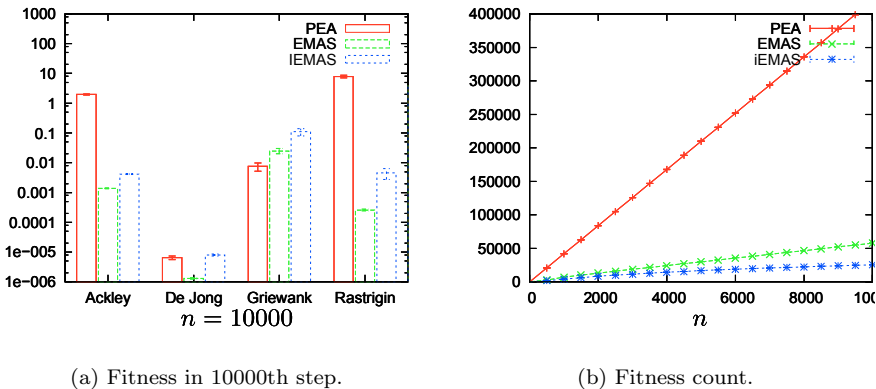 1000
100
10
1
0.1
0.01
0.001
0.0001
1e-005
1e-006
PEA
EMAS
IEMAS
Ackley
De Jong
Griewank
Rastrigin
n = 10000
(a) Fitness in 10000th step.
400000
350000
300000
250000
200000
150000
100000
50000
0
PEA
EMAS
iEMAS
0
2000
4000
6000
8000
n
(b) Fitness count.